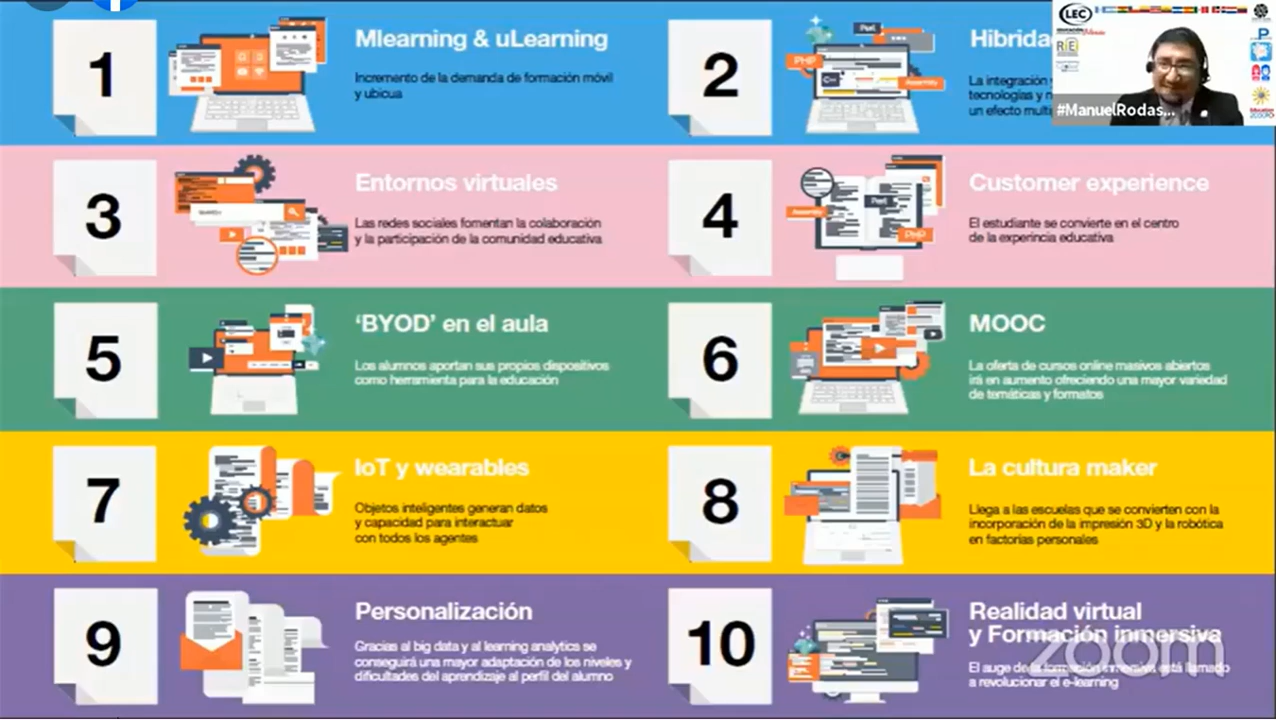 1
Mlearning & uLearning
Incremento de la demanda de formación móvil
y ubicua
2
La integración
tecnologías y
un efecto
LEC
#ManuelRodas...
3
SEARCH
Entornos virtuales
Las redes sociales fomentan la colaboración
y la participación de la comunidad educativa
4
Perl
PHP
Customer experience
El estudiante se convierte en el centro
de la experincia educativa
5
‘BYOD’ en el aula
Los alumnos aportan sus propios dispositivos
como herramienta para la educación
6
MOOC
La oferta de cursos online masivos abiertos
irá en aumento ofreciendo una mayor variedad
de temáticas y formatos
7
IoT y wearables
Objetos inteligentes generan datos
y capacidad para interactuar
con todos los agentes
8
La cultura maker
Llega a las escuelas que se convierten con la
incorporación de la impresión 3D y la robótica
en factorías personales
9
Personalización
Gracias al big data y al learning analytics se
conseguirá una mayor adaptación de los niveles y
dificultades del aprendizaje al perfil del alumno
10
Realidad virtual
y Formación inmersiva
El auge de la formación inmersiva está llamado
a revolucionar el e-learning
zoom